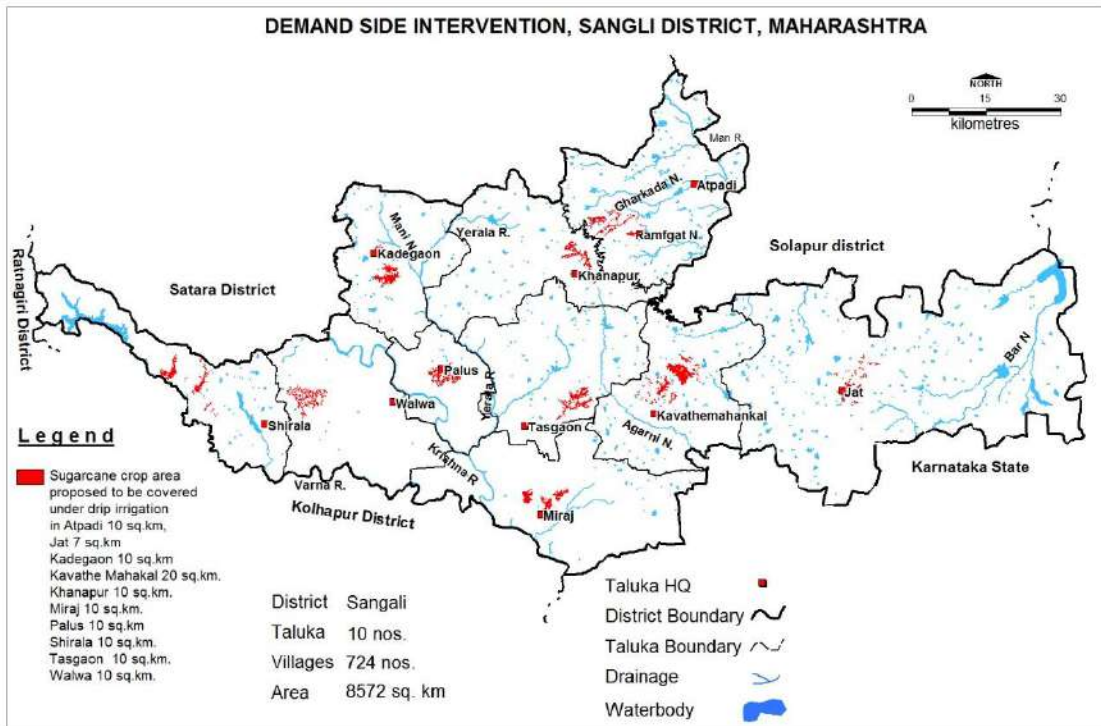 DEMAND SIDE INTERVENTION, SANGLI DISTRICT, MAHARASHTRA
NORTH
0 15 30
kilometres
Man R.
Atpadi
Gharkada N.
Ramfgat N.
Mani N.
Yerala R.
Kadegaon
Khanapur
Solapur district
Ratnagiri District
Satara District
Bar N
Palus
Jat
Yerala R.
Walwa
Kavathemahankal
Shirala
Tasgaon
Agarni N.
Karnataka State
Krishna R
Varna R.
Kolhapur District
Miraj
Legend
Sugarcane crop area
proposed to be covered
under drip irrigation
in Atpadi 10 sq.km,
Jat 7 sq.km
Kadegaon 10 sq.km
Kavathe Mahakal 20 sq.km.
Khanapur 10 sq.km.
Miraj 10 sq.km.
Palus 10 sq.km
Shirala 10 sq.km.
Tasgaon 10 sq.km.
Walwa 10 sq.km.
District Sangali
Taluka 10 nos.
Villages 724 nos.
Area 8572 sq. km
Taluka HQ
District Boundary
Taluka Boundary
Drainage
Waterbody